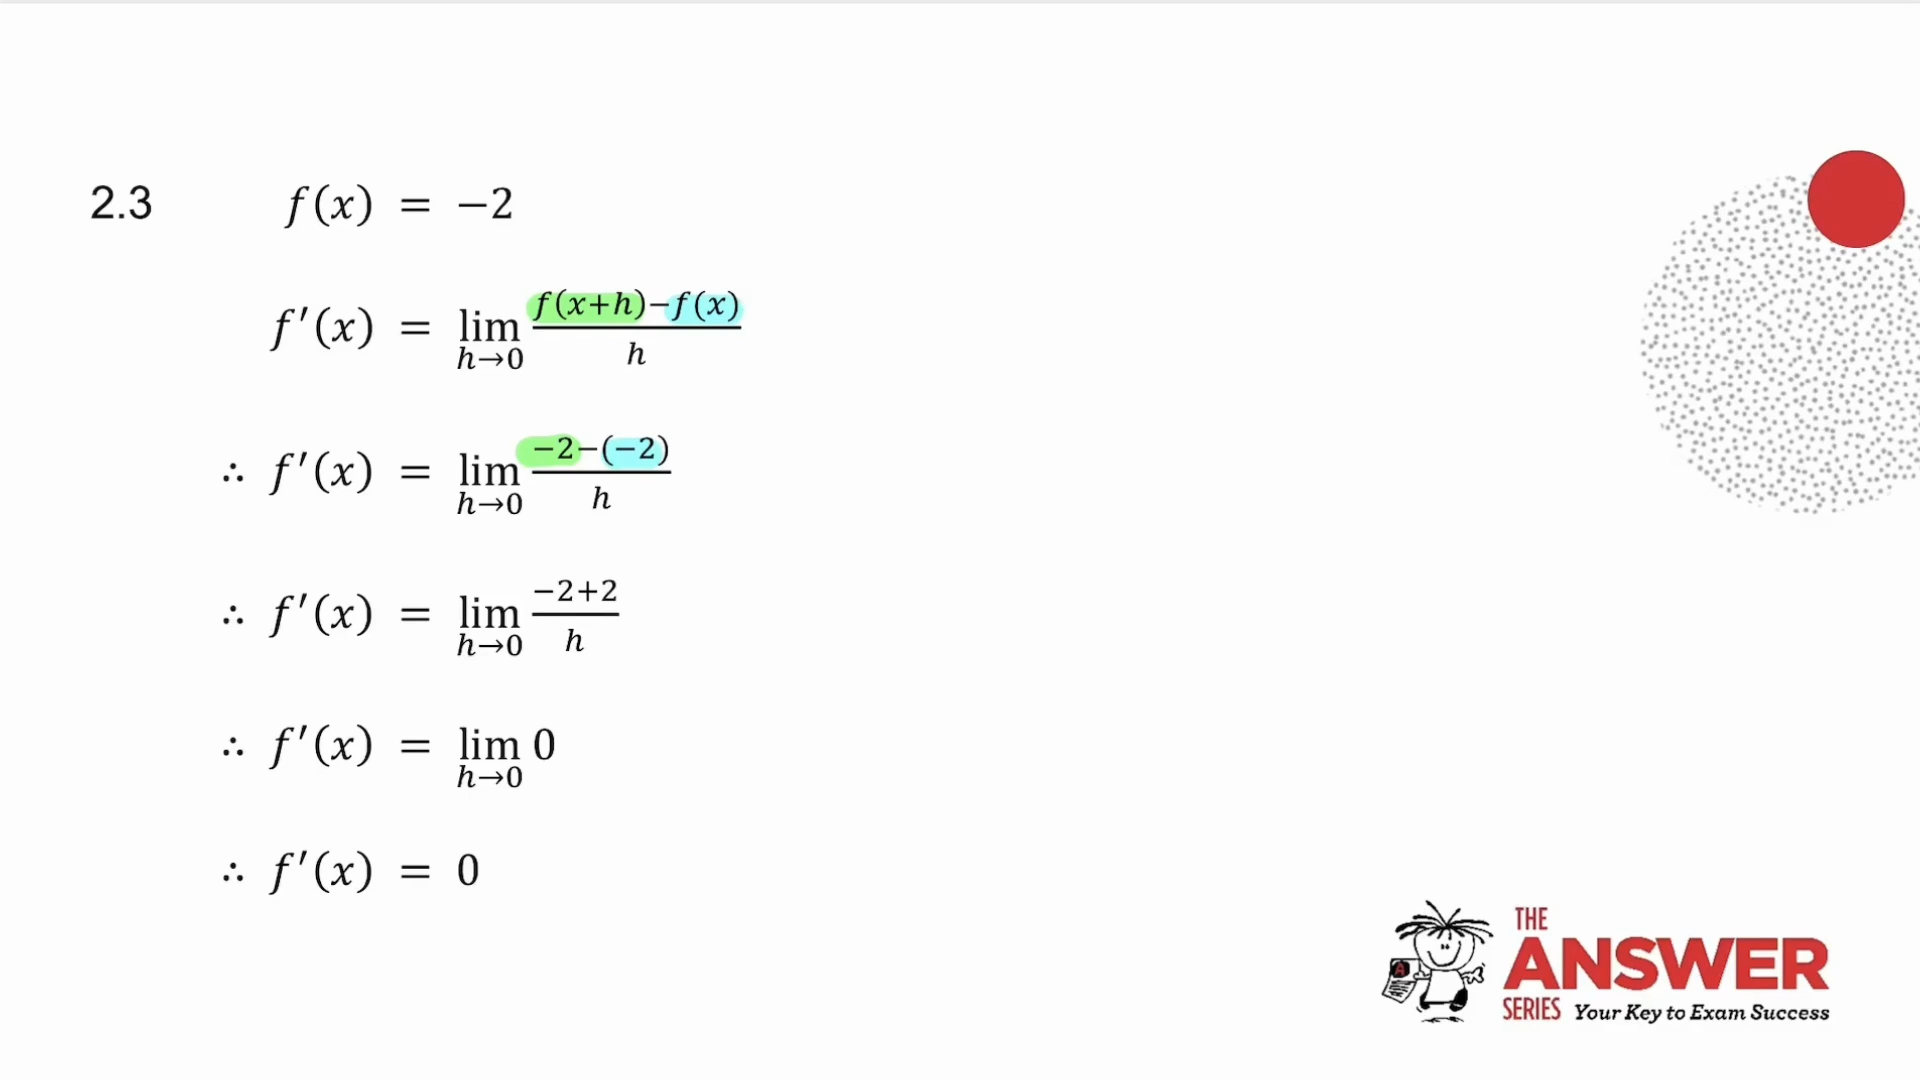 2.3 f(x) = −2
f′(x) = lim h→0 f(x+h)−f(x) / h
∴ f′(x) = lim h→0 −2−(−2) / h
∴ f′(x) = lim h→0 −2+2 / h
∴ f′(x) = lim h→0 0
∴ f′(x) = 0
A
THE
ANSWER
SERIES Your Key to Exam Success